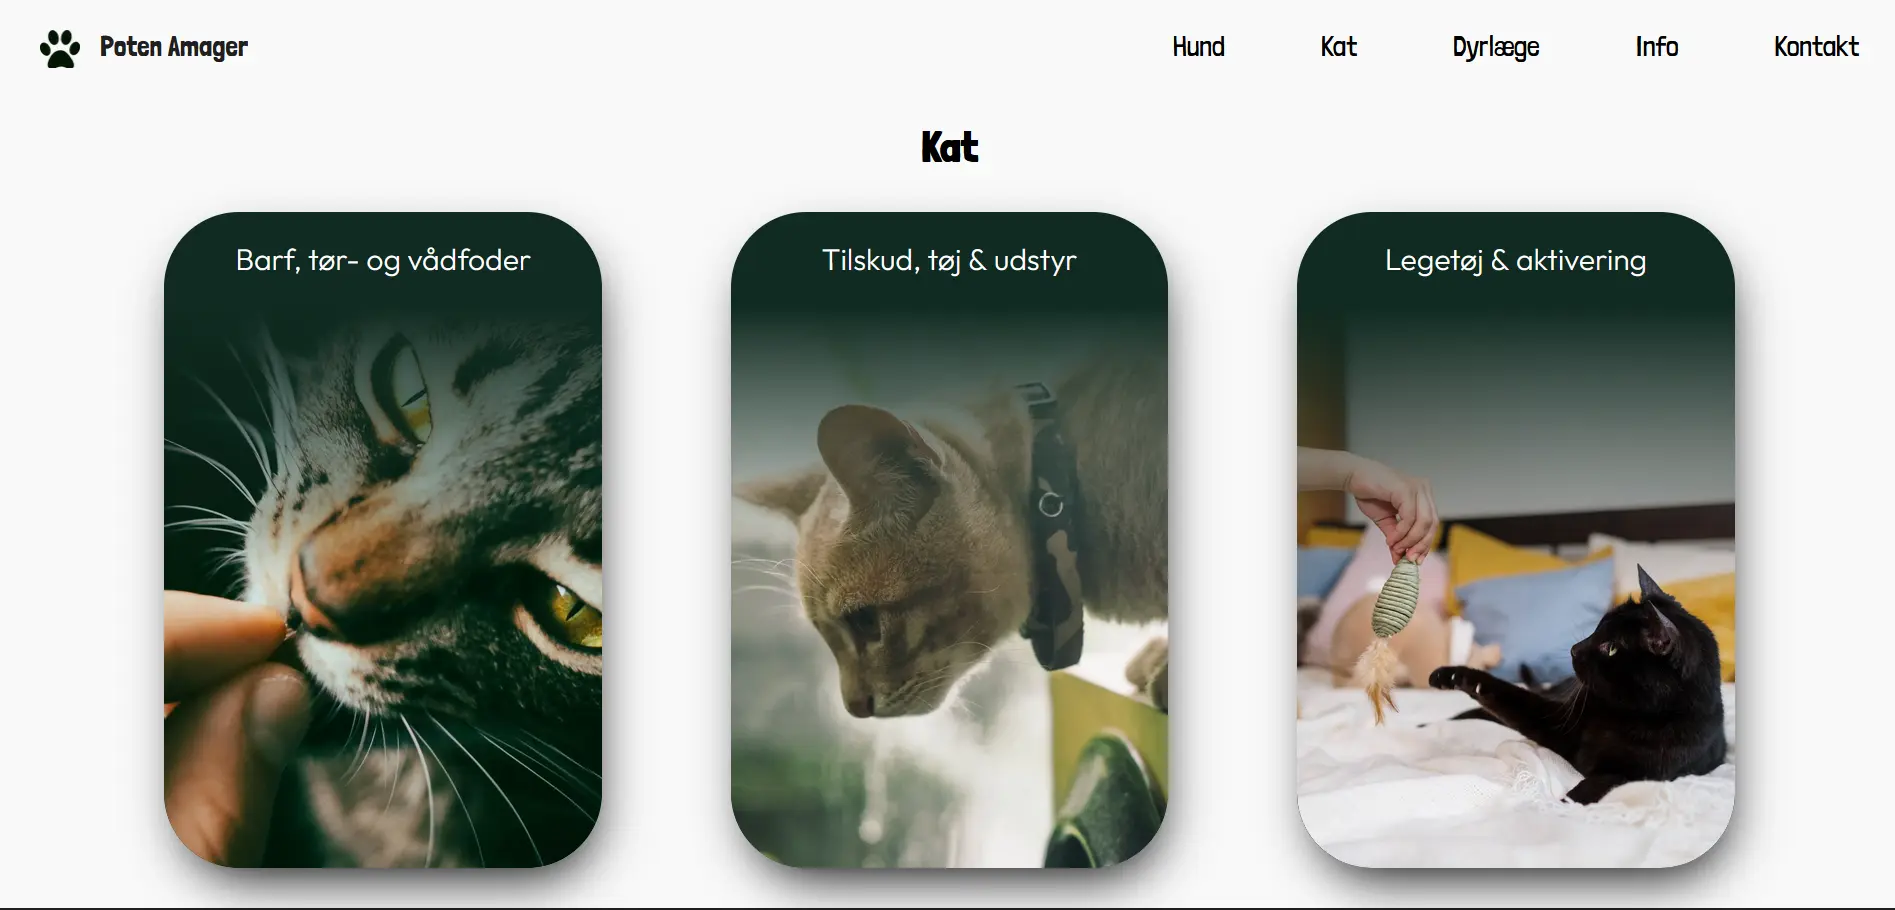 Poten Amager
Hund
Kat
Dyrlæge
Info
Kontakt
Kat
Barf, tør- og vådfoder
Tilskud, tøj & udstyr
Legetøj & aktivering